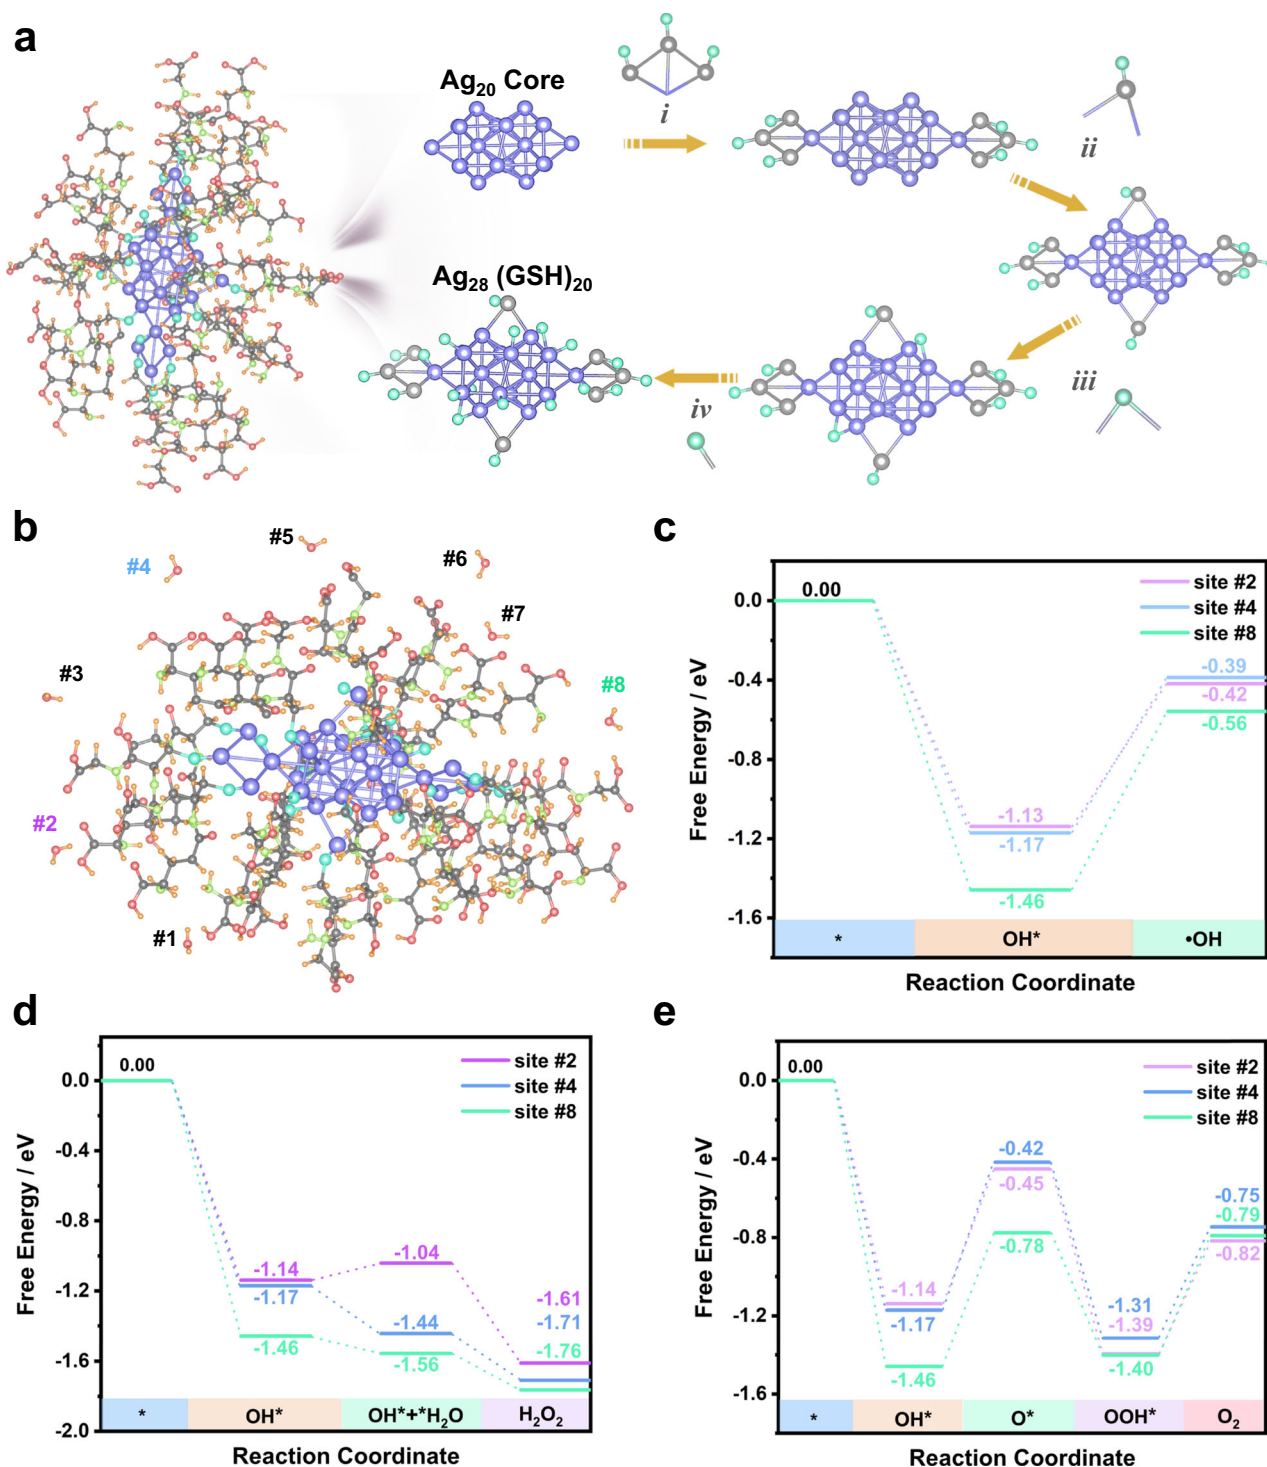 a
Ag20 Core
i
ii
Ag28 (GSH)20
iii
iv
b
#5
#4
#6
#7
#3
#8
#2
#1
c
0.00
site #2
site #4
site #8
0.0
-0.4
-0.8
-1.2
-1.6
-0.39
-0.42
-0.56
-1.13
-1.17
-1.46
* OH* •OH
Free Energy / eV
Reaction Coordinate
d
0.00
site #2
site #4
site #8
0.0
-0.4
-0.8
-1.2
-1.6
-2.0
-1.14
-1.17
-1.46
-1.04
-1.44
-1.56
-1.61
-1.71
-1.76
* OH* OH*+*H2O H2O2
Free Energy / eV
Reaction Coordinate
e
0.00
site #2
site #4
site #8
0.0
-0.4
-0.8
-1.2
-1.6
-1.14
-1.17
-1.46
-0.42
-0.45
-0.78
-1.31
-1.39
-1.40
-0.75
-0.79
-0.82
* OH* O* OOH* O2
Free Energy / eV
Reaction Coordinate